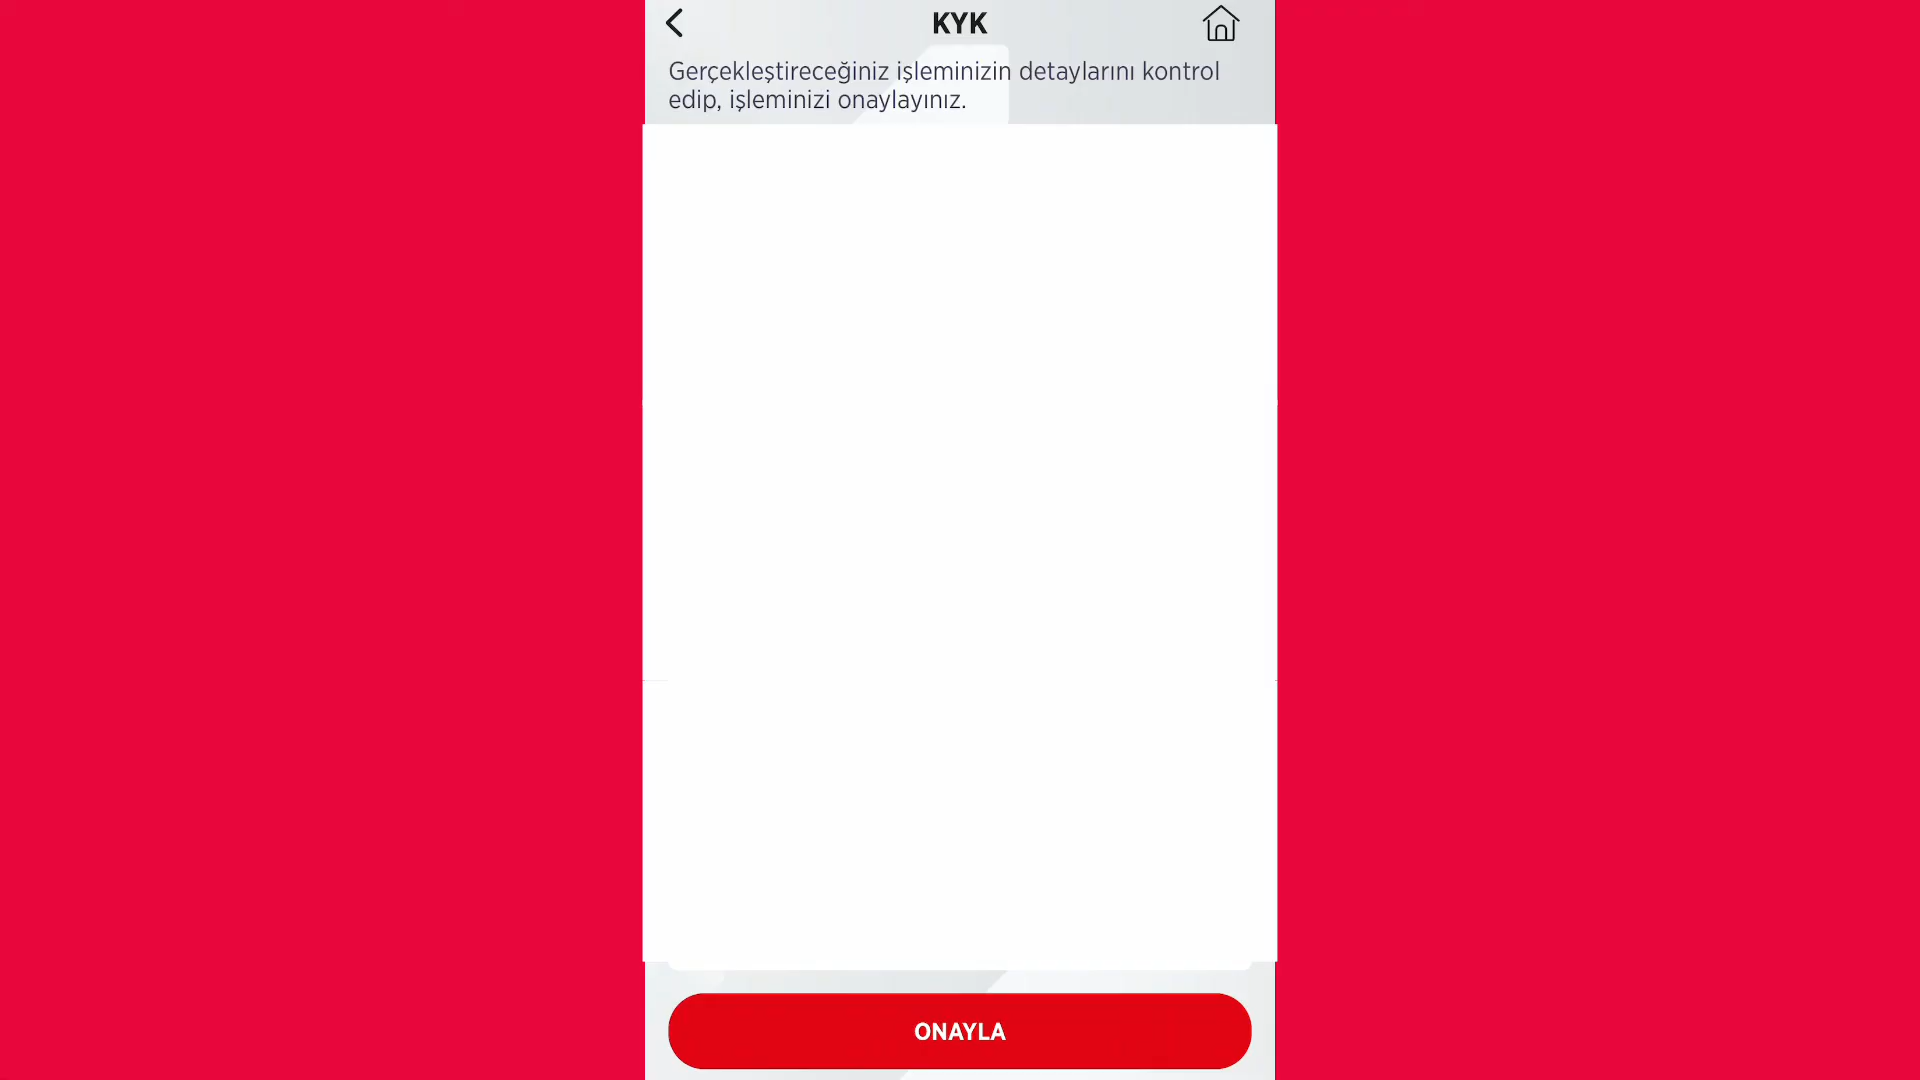 KYK
Gerçekleştireceğiniz işleminizin detaylarını kontrol
edip, işleminizi onaylayınız.
ONAYLA